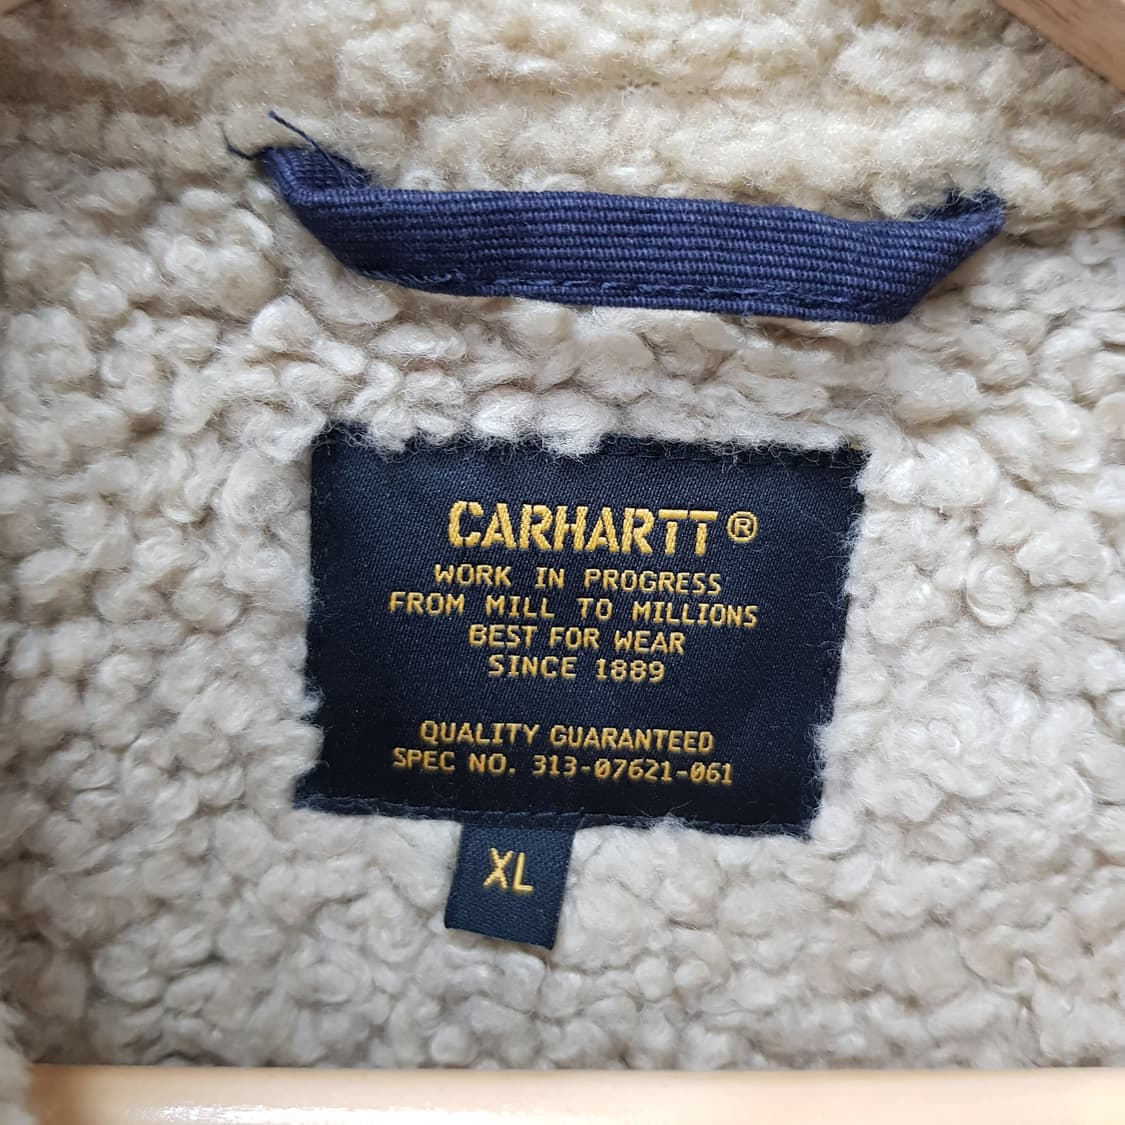 CARHARTT®
WORK IN PROGRESS
FROM MILL TO MILLIONS
BEST FOR WEAR
SINCE 1889
QUALITY GUARANTEED
SPEC NO. 313-07621-061
XL